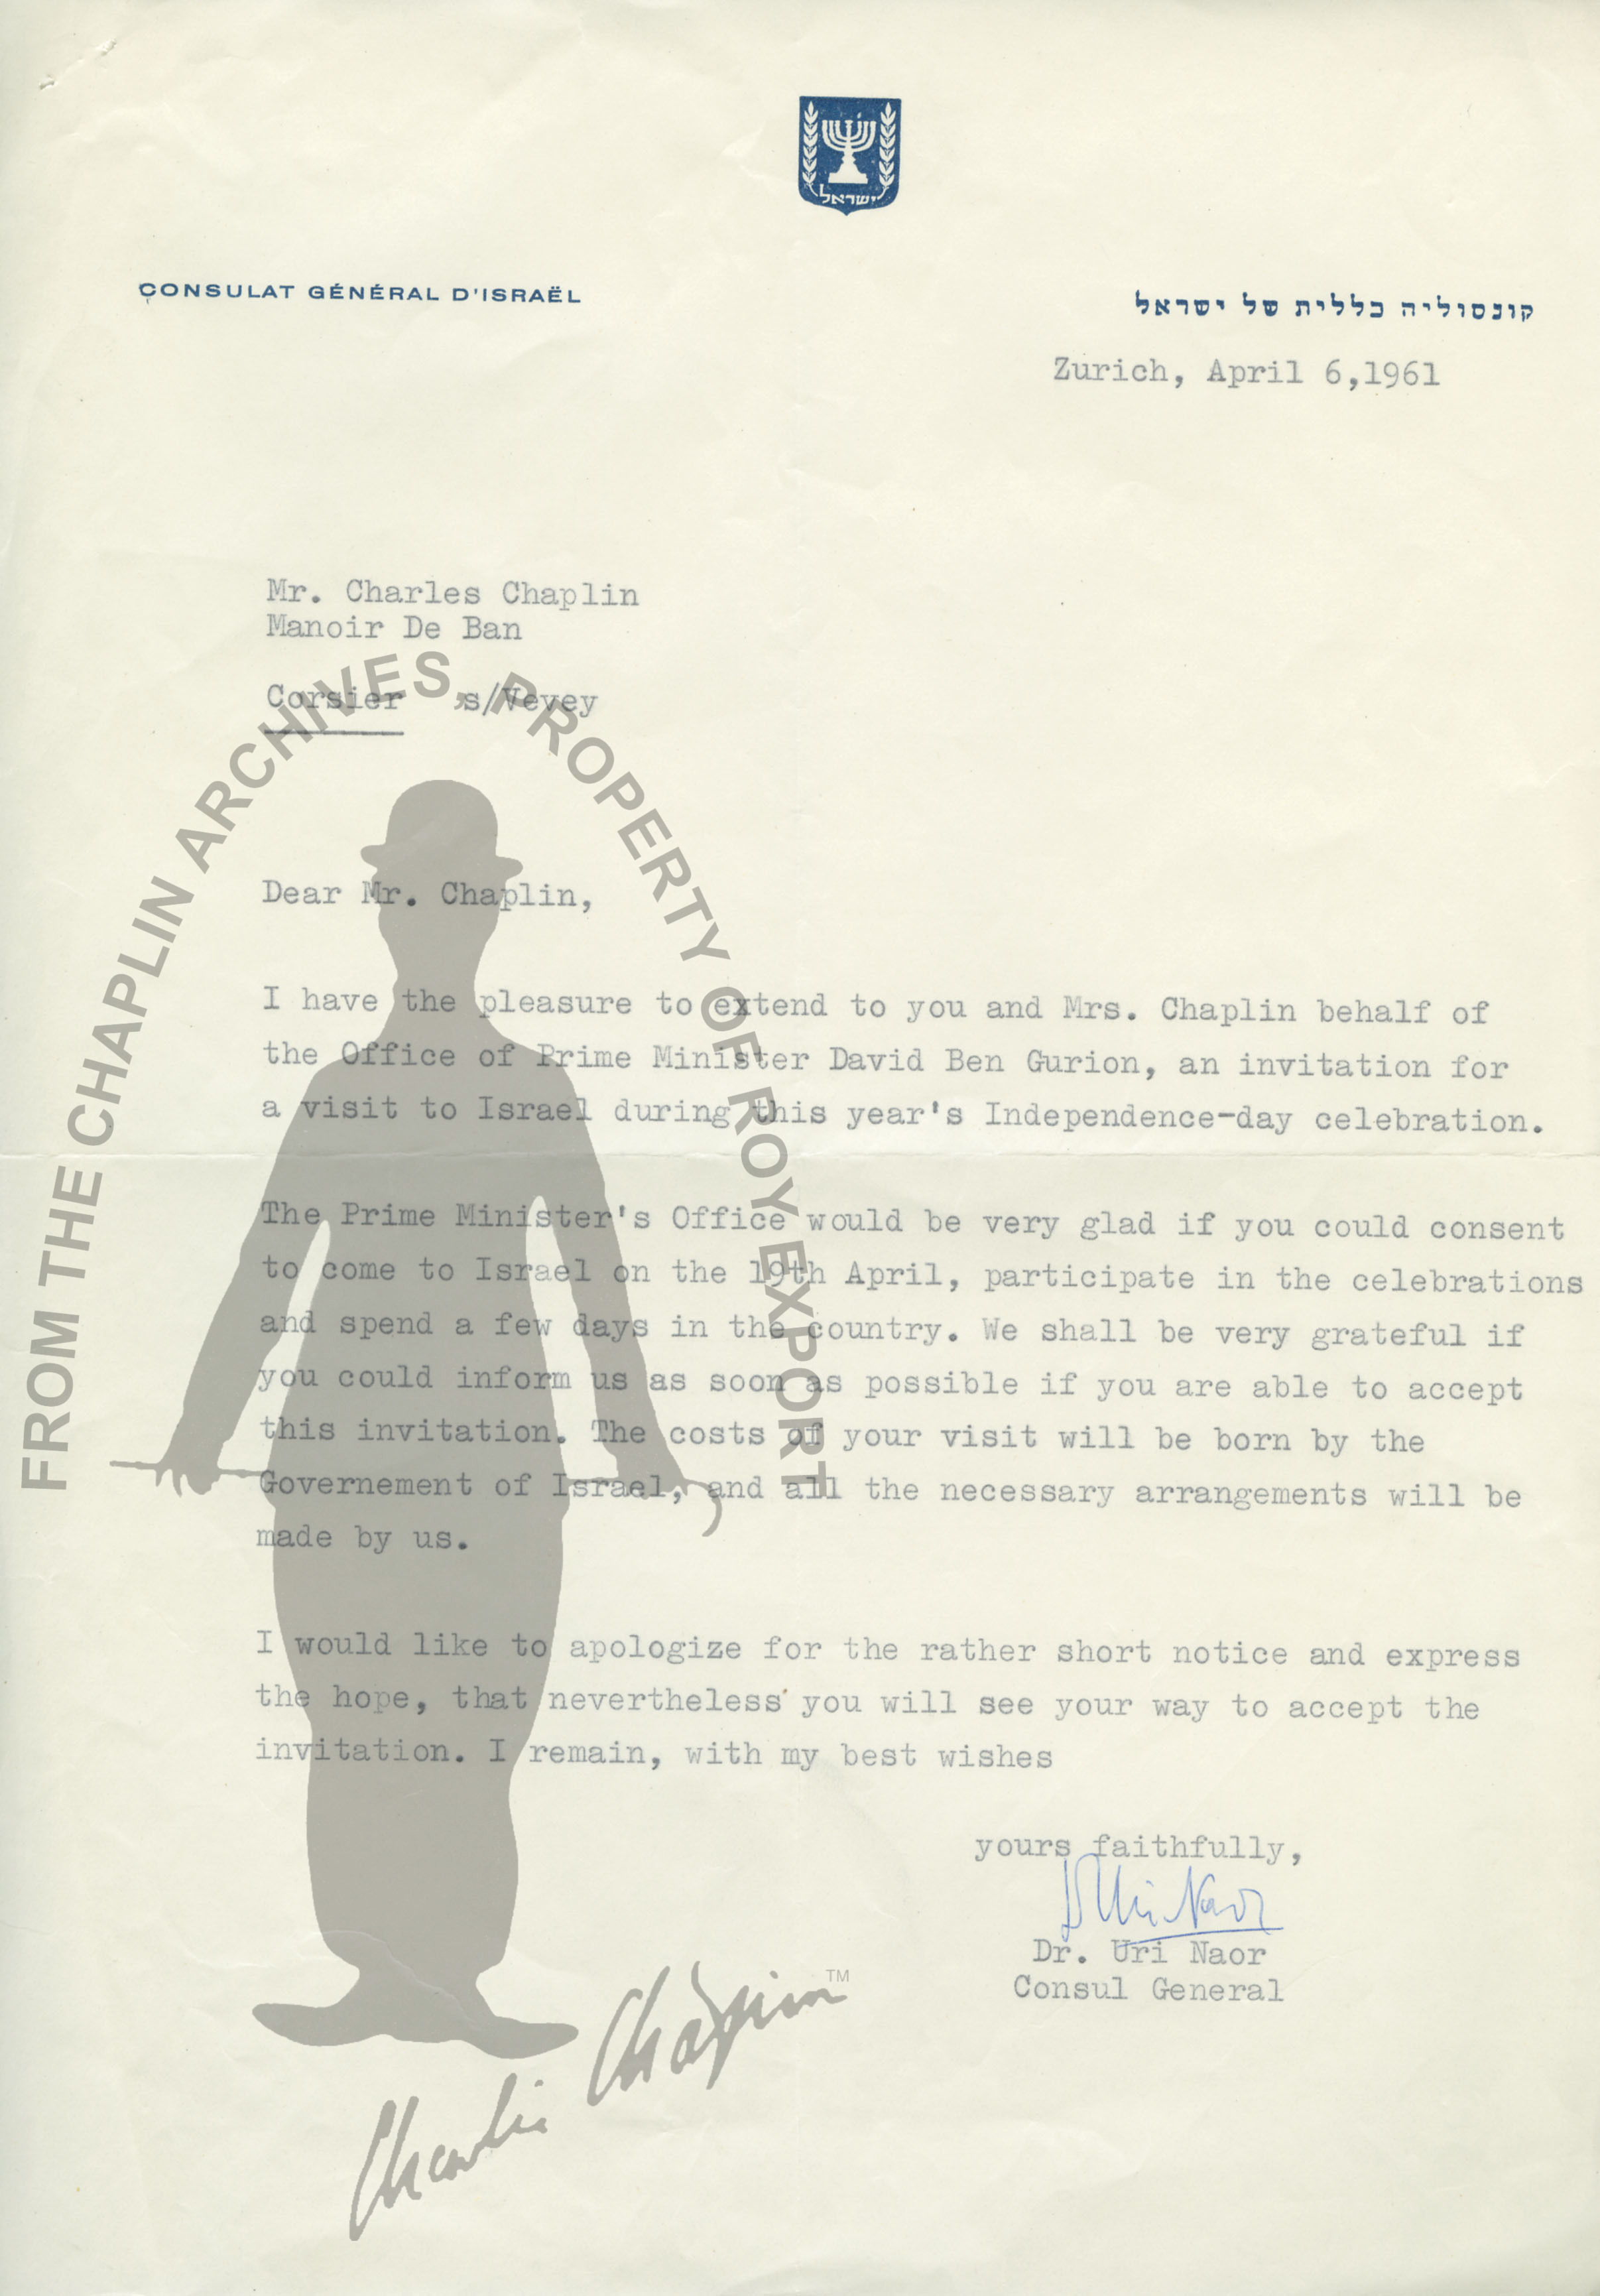 ישראל
CONSULAT GÉNÉRAL D'ISRAËL
קונסוליה כללית של ישראל
Zurich, April 6,1961
Mr. Charles Chaplin
Manoir De Ban
Corsier s/Vevey
Dear Mr. Chaplin,
I have the pleasure to extend to you and Mrs. Chaplin behalf of
the Office of Prime Minister David Ben Gurion, an invitation for
a visit to Israel during this year's Independence-day celebration.
The Prime Minister's Office would be very glad if you could consent
to come to Israel on the 19th April, participate in the celebrations
and spend a few days in the country. We shall be very grateful if
you could inform us as soon as possible if you are able to accept
this invitation. The costs of your visit will be born by the
Governement of Israel, and all the necessary arrangements will be
made by us.
I would like to apologize for the rather short notice and express
the hope, that nevertheless you will see your way to accept the
invitation. I remain, with my best wishes
yours faithfully,
Uri Naor
Dr. Uri Naor
Consul General
FROM THE CHAPLIN ARCHIVES, PROPERTY OF ROY EXPORT
Charlie Chaplin TM